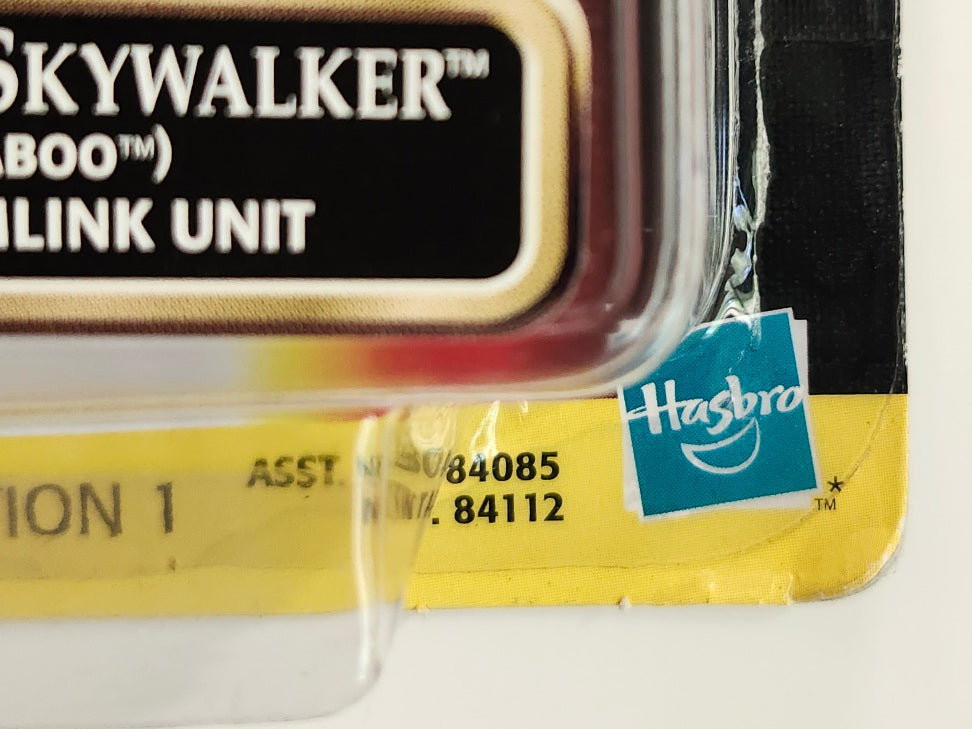 SKYWALKER™
ABOO™)
MLINK UNIT
ION 1
ASST. 84085
. 84112
Hasbro
™*